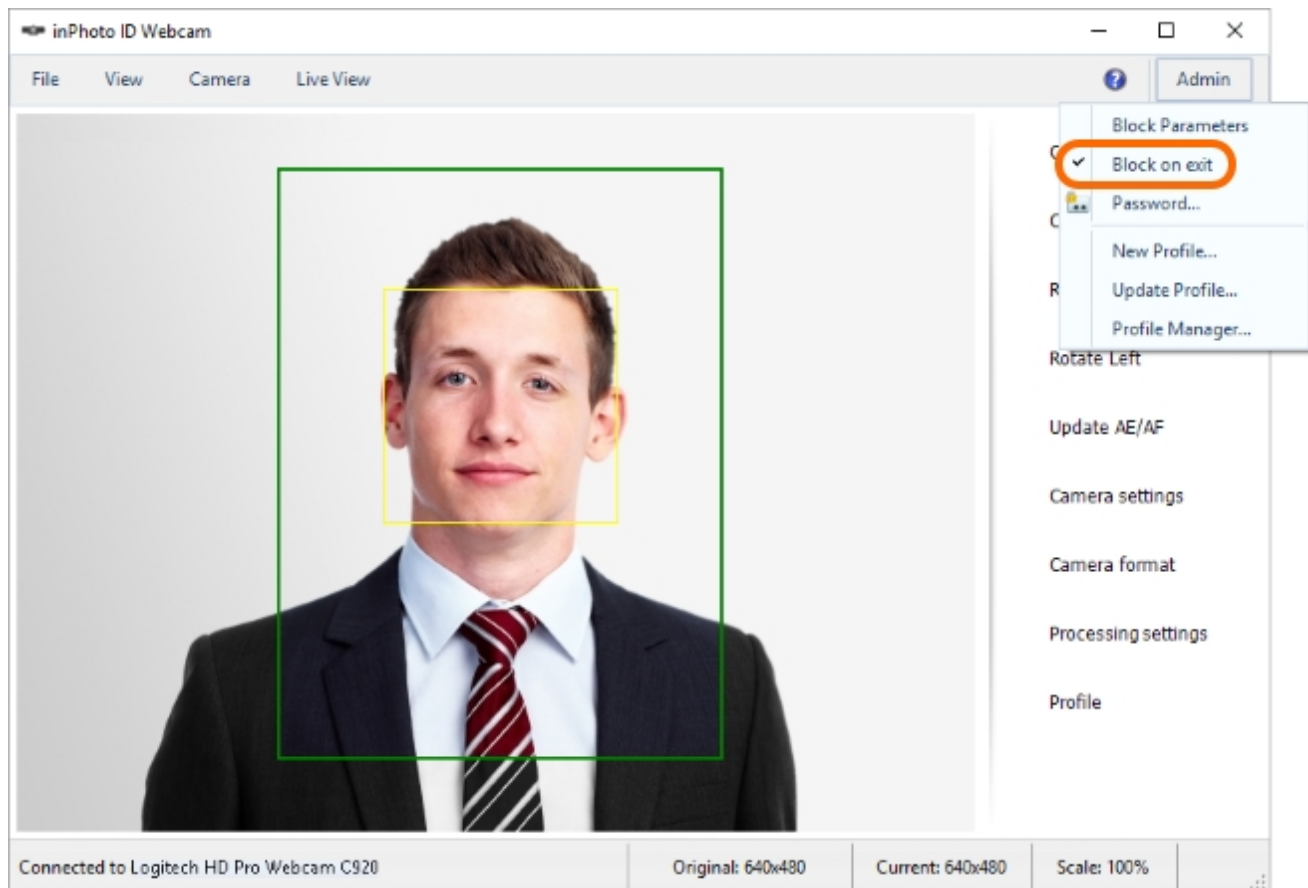 inPhoto ID Webcam
File View Camera Live View ? Admin
Block Parameters
Block on exit
Password...
New Profile...
Update Profile...
Profile Manager...
C
C
R
Rotate Left
Update AE/AF
Camera settings
Camera format
Processing settings
Profile
Connected to Logitech HD Pro Webcam C920 Original: 640x480 Current: 640x480 Scale: 100%